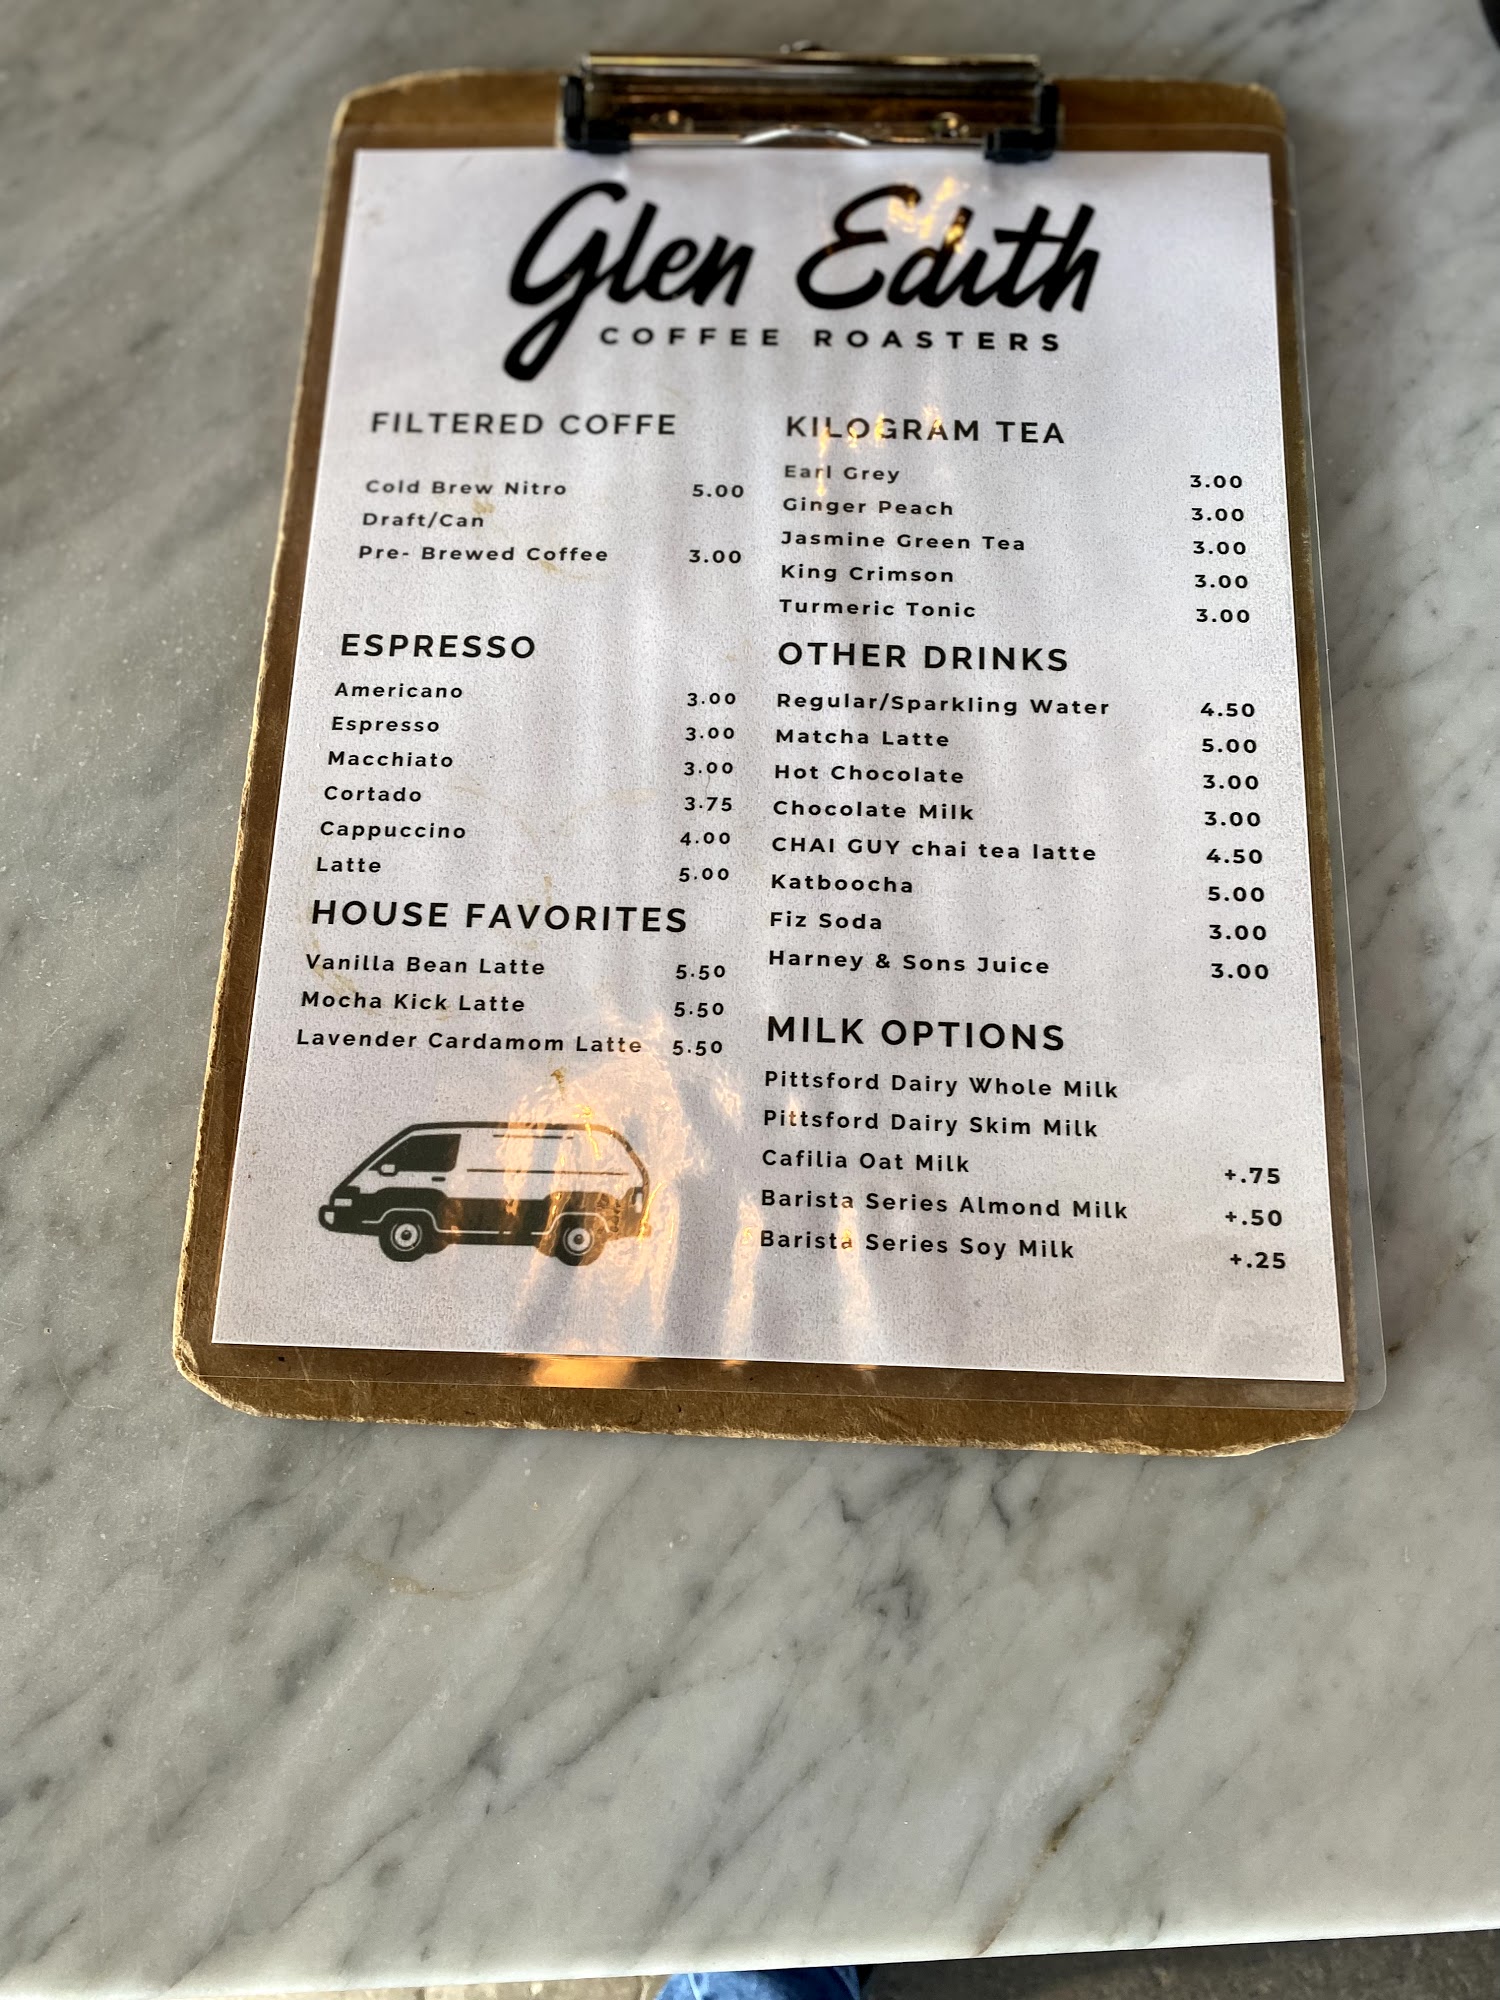 Glen Edith
COFFEE ROASTERS
FILTERED COFFE
Cold Brew Nitro 5.00
Draft/Can
Pre- Brewed Coffee 3.00
ESPRESSO
Americano 3.00
Espresso 3.00
Macchiato 3.00
Cortado 3.75
Cappuccino 4.00
Latte 5.00
HOUSE FAVORITES
Vanilla Bean Latte 5.50
Mocha Kick Latte 5.50
Lavender Cardamom Latte 5.50
KILOGRAM TEA
Earl Grey 3.00
Ginger Peach 3.00
Jasmine Green Tea 3.00
King Crimson 3.00
Turmeric Tonic 3.00
OTHER DRINKS
Regular/Sparkling Water 4.50
Matcha Latte 5.00
Hot Chocolate 3.00
Chocolate Milk 3.00
CHAI GUY chai tea latte 4.50
Katboocha 5.00
Fiz Soda 3.00
Harney & Sons Juice 3.00
MILK OPTIONS
Pittsford Dairy Whole Milk
Pittsford Dairy Skim Milk
Cafilia Oat Milk +.75
Barista Series Almond Milk +.50
Barista Series Soy Milk +.25